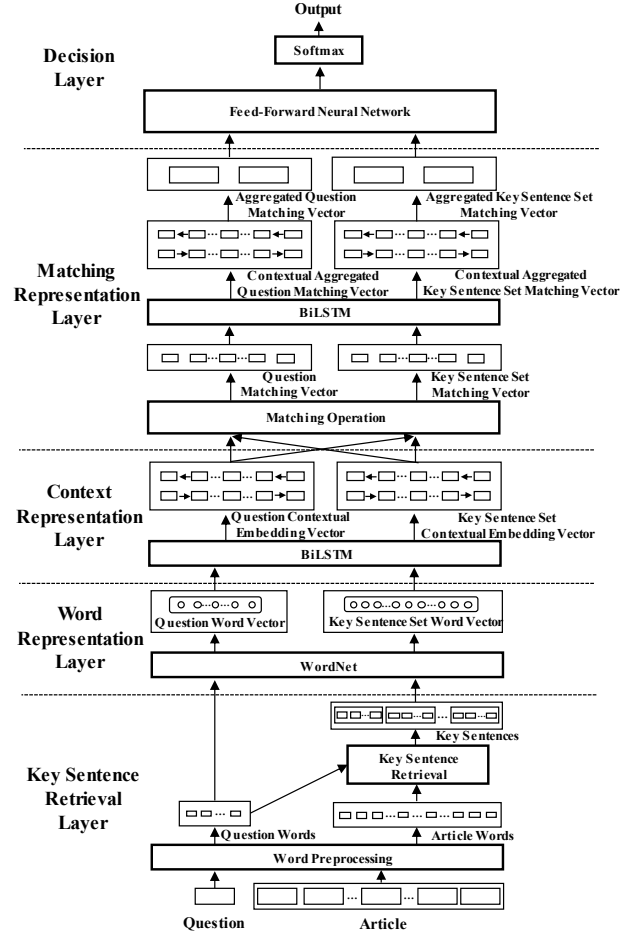 Output
Softmax
Decision
Layer
Feed-Forward Neural Network
Aggregated Question
Matching Vector
Aggregated Key Sentence Set
Matching Vector
Contextual Aggregated
Question Matching Vector
Contextual Aggregated
Key Sentence Set Matching Vector
Matching
Representation
Layer
BiLSTM
Question
Matching Vector
Key Sentence Set
Matching Vector
Matching Operation
Context
Representation
Layer
Question Contextual
Embedding Vector
Key Sentence Set
Contextual Embedding Vector
BiLSTM
Word
Representation
Layer
Question Word Vector
Key Sentence Set Word Vector
WordNet
Key Sentences
Key Sentence
Retrieval
Key Sentence
Retrieval
Layer
Question Words
Article Words
Word Preprocessing
Question
Article